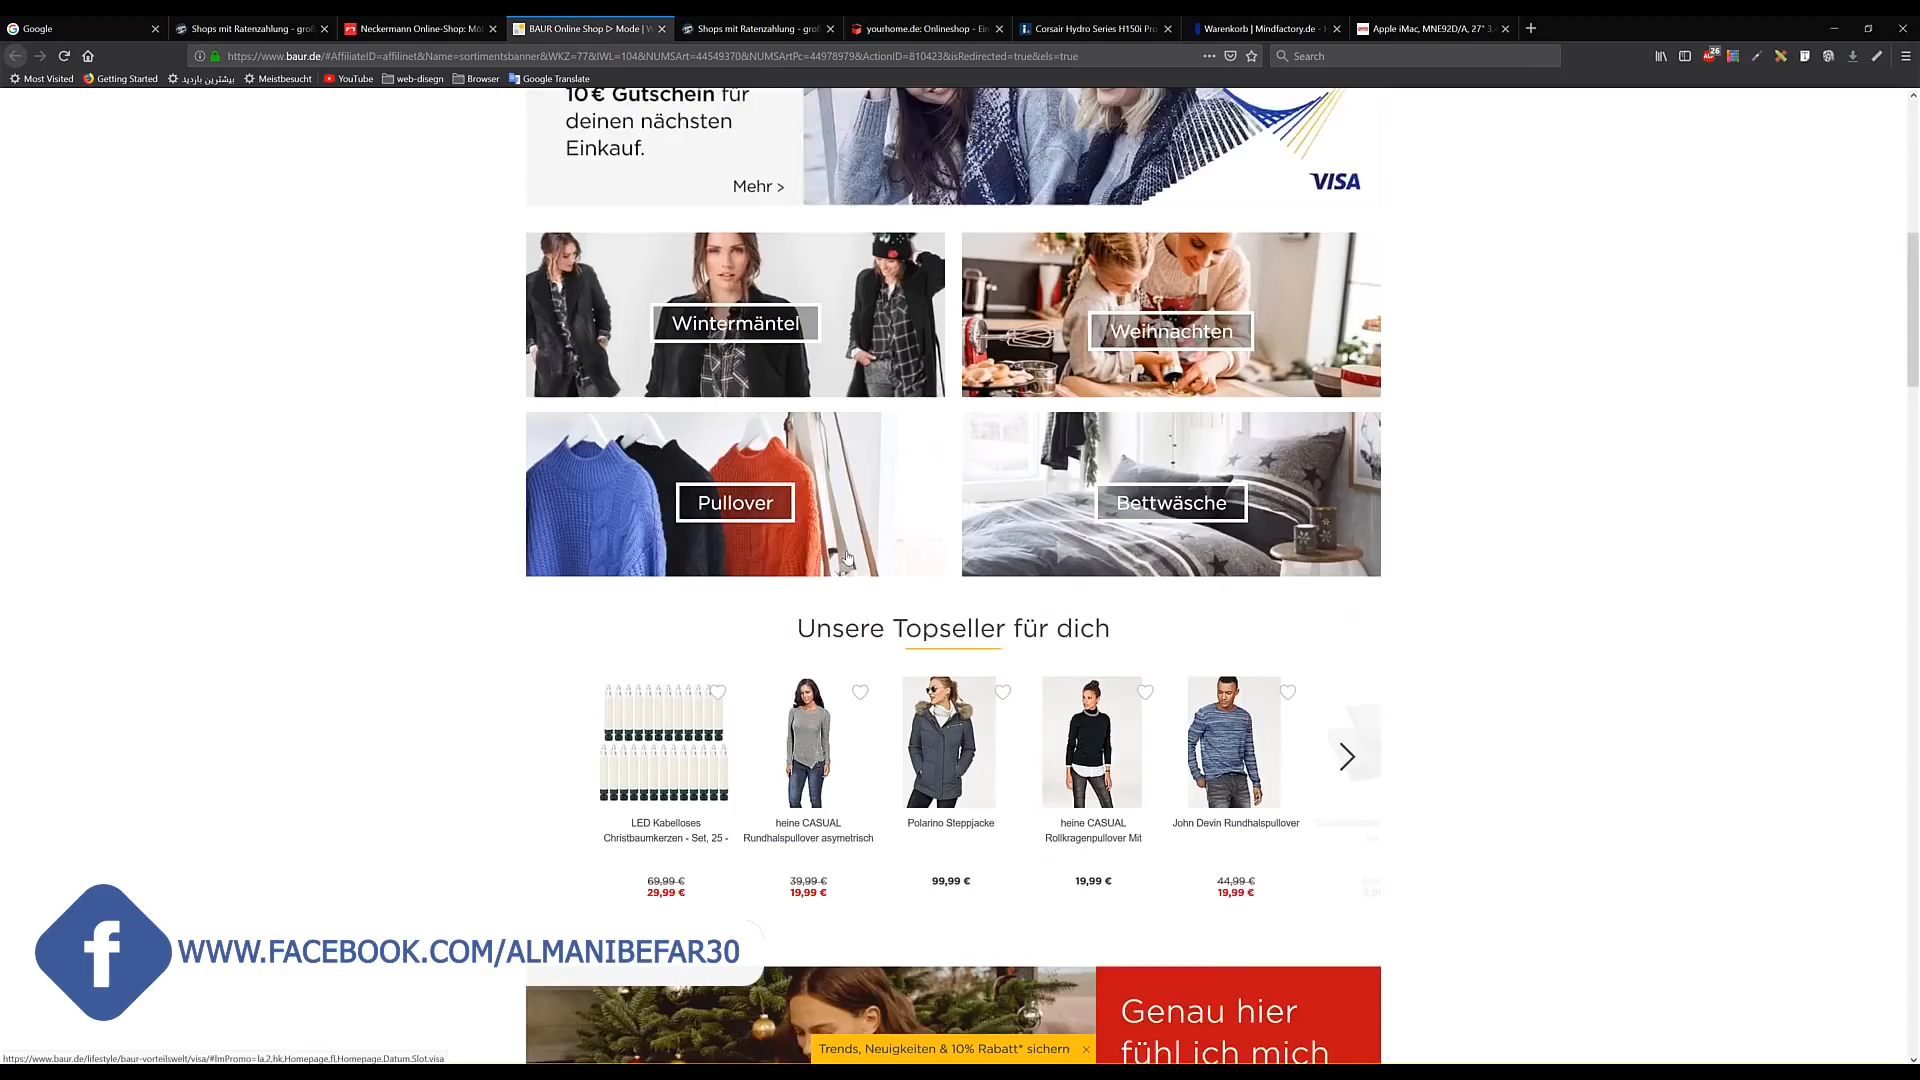 Google
Shops mit Ratenzahlung - groß
Neckermann Online-Shop: Mö
BAUR Online Shop ▷ Mode | W
Shops mit Ratenzahlung - groß
yourhome.de: Onlineshop - Ein
Corsair Hydro Series H150i Pro
Warenkorb | Mindfactory.de - H
Apple iMac, MNE92D/A, 27" 3,
https://www.baur.de/#AffiliateID=affilinet&Name=sortimentsbanner&WKZ=77&IWL=104&NUMSArt=44549370&NUMSArtPc=44978979&ActionID=810423&isRedirected=true&els=true
Search
26
Most Visited
Getting Started
بیشترین بازدید
Meistbesucht
YouTube
web-disegn
Browser
Google Translate
10 € Gutschein für
deinen nächsten
Einkauf.
Mehr >
VISA
Wintermäntel
Weihnachten
Pullover
Bettwäsche
Unsere Topseller für dich
LED Kabelloses
Christbaumkerzen - Set, 25 -
69,99 €
29,99 €
heine CASUAL
Rundhalspullover asymetrisch
39,99 €
19,99 €
Polarino Steppjacke
99,99 €
heine CASUAL
Rollkragenpullover Mit
19,99 €
John Devin Rundhalspullover
44,99 €
19,99 €
f
WWW.FACEBOOK.COM/ALMANIBEFAR30
Genau hier
fühl ich mich
Trends, Neuigkeiten & 10% Rabatt* sichern
https://www.baur.de/lifestyle/baur-vorteilswelt/visa/#lmPromo=la,2,hk,Homepage,fl,Homepage.Datum.Slot.visa